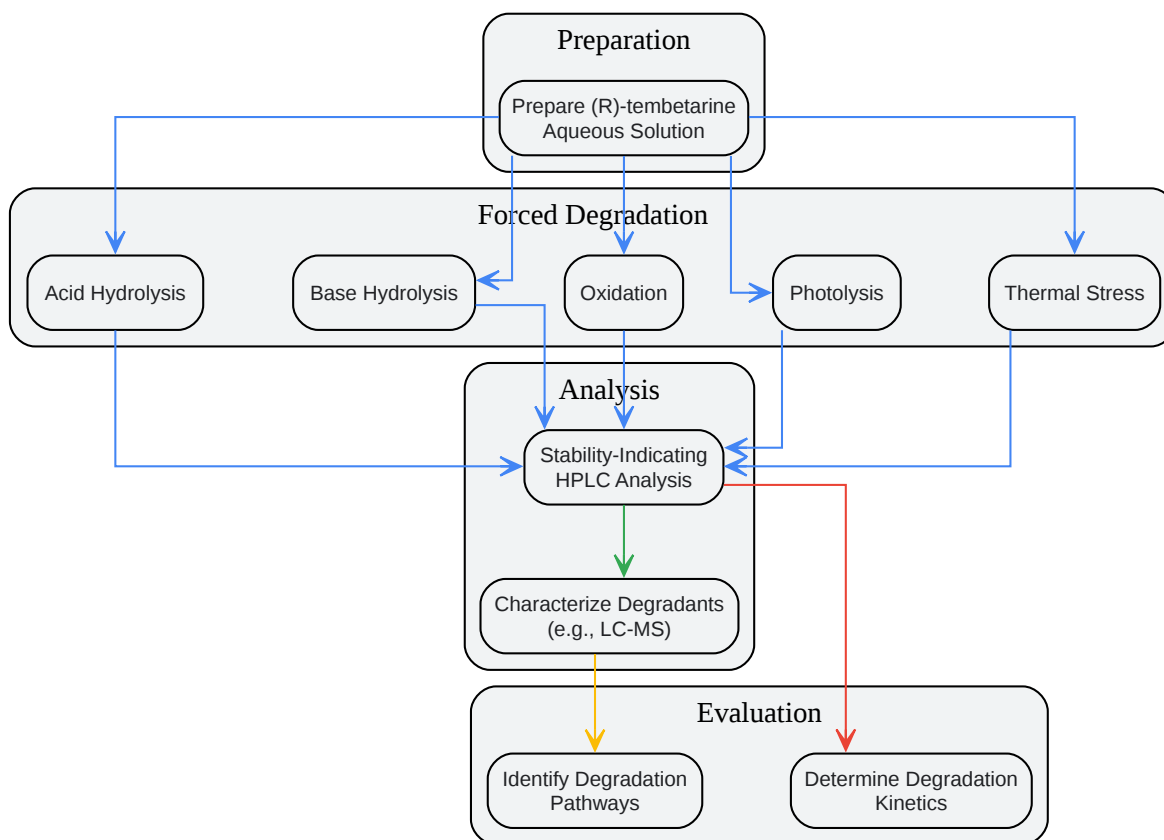 Preparation
Prepare (R)-tembetarine
Aqueous Solution
Forced Degradation
Acid Hydrolysis
Base Hydrolysis
Oxidation
Photolysis
Thermal Stress
Analysis
Stability-Indicating
HPLC Analysis
Characterize Degradants
(e.g., LC-MS)
Evaluation
Identify Degradation
Pathways
Determine Degradation
Kinetics